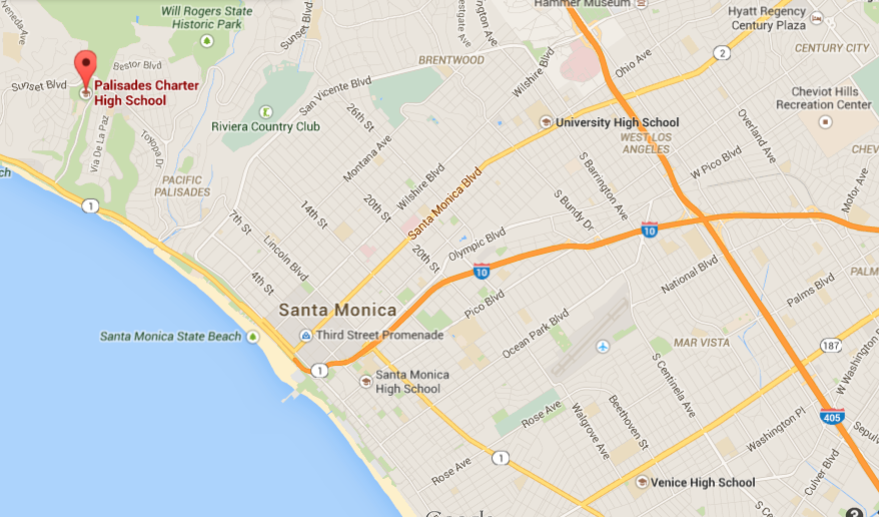 Hammer Museum
Will Rogers State
Historic Park
Hyatt Regency
Century Plaza
Sunset Blvd
CENTURY CITY
2
BRENTWOOD
Wilshire Blvd
Ohio Ave
Bestor Blvd
Sunset Blvd
Palisades Charter
High School
San Vicente Blvd
Cheviot Hills
Recreation Center
26th St
Riviera Country Club
University High School
WEST LOS
ANGELES
Overland Ave
Via De La Paz
Toyopa Dr
Montana Ave
S Barrington Ave
W Pico Blvd
PACIFIC
PALISADES
Wilshire Blvd
Santa Monica Blvd
20th St
S Bundy Dr
Motor Ave
1
7th St
14th St
Lincoln Blvd
Olympic Blvd
20th St
10
10
4th St
National Blvd
Palms Blvd
Santa Monica
Pico Blvd
Santa Monica State Beach
Third Street Promenade
Ocean Park Blvd
MAR VISTA
187
1
Santa Monica
High School
S Centinela Ave
W Washington B
405
Rose Ave
Walgrove Ave
Beethoven St
Washington Pl
1
Rose Ave
Culver Blvd
Venice High School
?